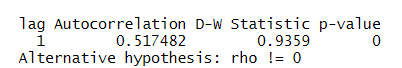 lag Autocorrelation D-W Statistic p-value
1 0.517482 0.9359 0
Alternative hypothesis: rho != 0